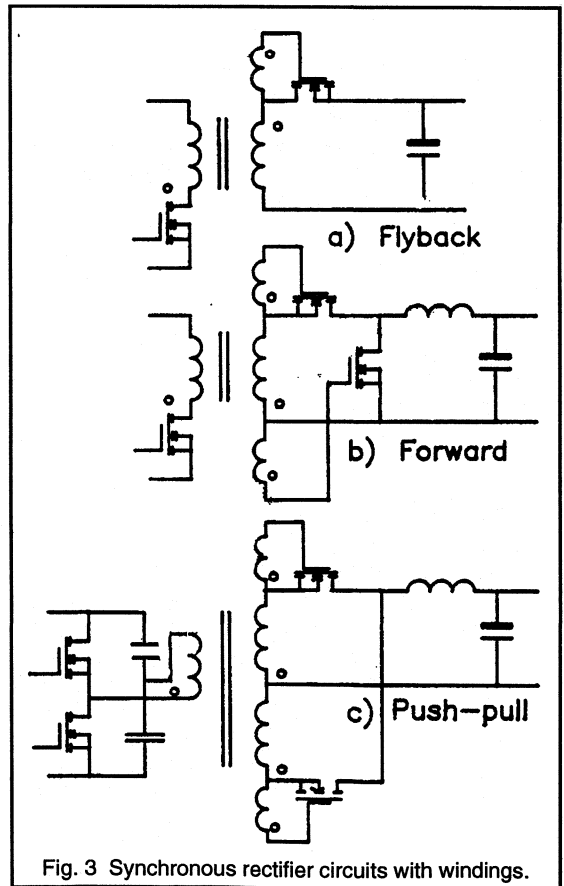 a) Flyback
b) Forward
c) Push-pull
Fig. 3 Synchronous rectifier circuits with windings.